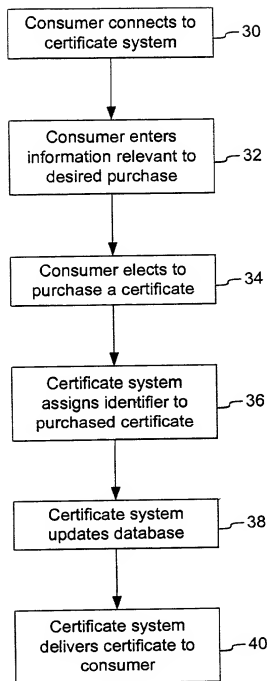 Consumer connects to
certificate system
30
Consumer enters
information relevant to
desired purchase
32
Consumer elects to
purchase a certificate
34
Certificate system
assigns identifier to
purchased certificate
36
Certificate system
updates database
38
Certificate system
delivers certificate to
consumer
40